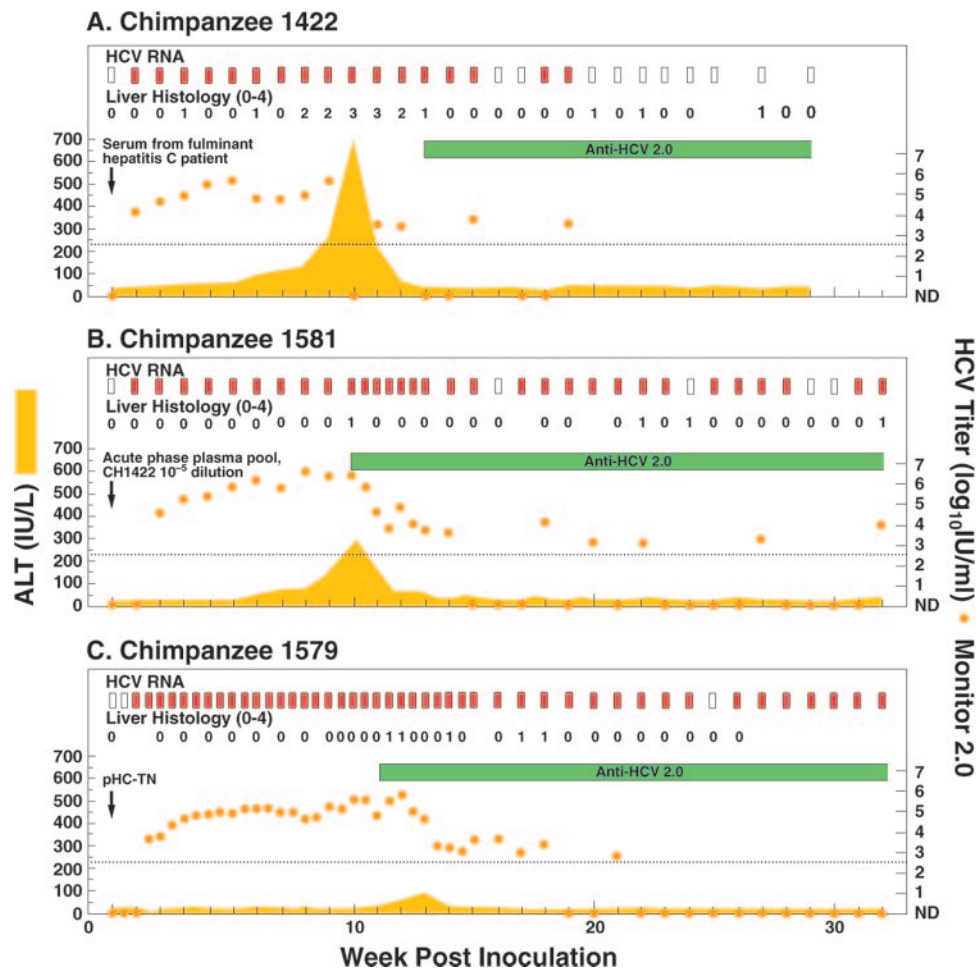 A. Chimpanzee 1422
HCV RNA
Liver Histology (0-4)
0 0 0 1 0 0 1 0 2 2 3 3 2 1 0 0 0 0 0 0 1 0 1 0 0 1 0 0
Serum from fulminant
hepatitis C patient
Anti-HCV 2.0
700
600
500
400
300
200
100
0
7
6
5
4
3
2
1
ND
B. Chimpanzee 1581
HCV RNA
Liver Histology (0-4)
0 0 0 0 0 0 0 0 0 0 1 0 0 0 0 0 0 0 0 0 1 0 1 0 0 0 0 0 0 0 1
Acute phase plasma pool,
CH1422 10⁻⁵ dilution
Anti-HCV 2.0
700
600
500
400
300
200
100
0
7
6
5
4
3
2
1
ND
C. Chimpanzee 1579
HCV RNA
Liver Histology (0-4)
0 0 0 0 0 0 0 0 0 0 0 0 0 1 1 0 0 0 1 0 0 1 1 0 0 0 0 0 0 0 0
pHC-TN
Anti-HCV 2.0
700
600
500
400
300
200
100
0
7
6
5
4
3
2
1
ND
0 10 20 30
Week Post Inoculation
ALT (IU/L)
HCV Titer (log₁₀IU/ml) Monitor 2.0